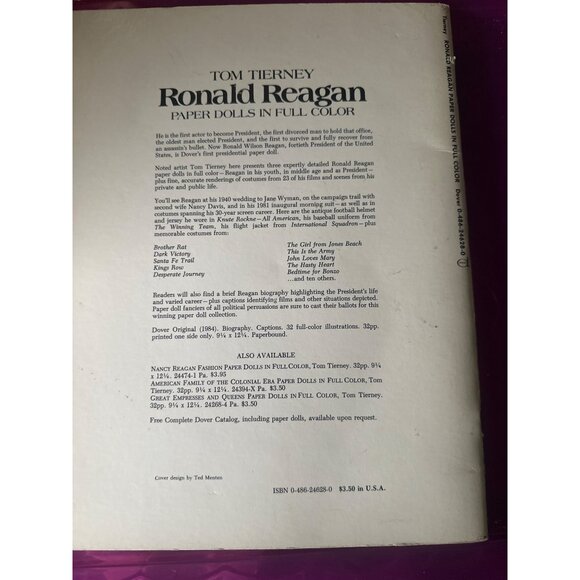 TOM TIERNEY
Ronald Reagan
PAPER DOLLS IN FULL COLOR
He is the first actor to become President, the first divorced man to hold that office,
the oldest man elected President, and the first to survive and fully recover from
an assassin's bullet. Now Ronald Wilson Reagan, fortieth President of the United
States, is Dover's first presidential paper doll.
Noted artist Tom Tierney here presents three expertly detailed Ronald Reagan
paper dolls in full color—Reagan in his youth, in middle age and as President—
plus fine, accurate renderings of costumes from 23 of his films and scenes from his
private and public life.
You'll see Reagan at his 1940 wedding to Jane Wyman, on the campaign trail with
second wife Nancy Davis, and in his 1981 inaugural morning suit—as well as in
costumes spanning his 30-year screen career. Here are the antique football helmet
and jersey he wore in Knute Rockne—All American, his baseball uniform from
The Winning Team, his flight jacket from International Squadron—plus
memorable costumes from:
Brother Rat
Dark Victory
Santa Fe Trail
Kings Row
Desperate Journey
The Girl from Jones Beach
This Is the Army
John Loves Mary
The Hasty Heart
Bedtime for Bonzo
...and ten others.
Readers will also find a brief Reagan biography highlighting the President's life
and varied career—plus captions identifying films and other situations depicted.
Paper doll fanciers of all political persuasions are sure to cast their ballots for this
winning paper doll collection.
Dover Original (1984). Biography. Captions. 32 full-color illustrations. 32pp.
printed one side only. 9¼ x 12¼. Paperbound.
ALSO AVAILABLE
NANCY REAGAN FASHION PAPER DOLLS IN FULL COLOR, Tom Tierney. 32pp. 9¼
x 12¼. 24474-1 Pa. $3.95
AMERICAN FAMILY OF THE COLONIAL ERA PAPER DOLLS IN FULL COLOR, Tom
Tierney. 32pp. 9¼ x 12¼. 24394-X Pa. $3.50
GREAT EMPRESSES AND QUEENS PAPER DOLLS IN FULL COLOR, Tom Tierney.
32pp. 9¼ x 12¼. 24268-4 Pa. $3.50
Free Complete Dover Catalog, including paper dolls, available upon request.
Cover design by Ted Menten
ISBN 0-486-24628-0 $3.50 in U.S.A.
Tierney RONALD REAGAN PAPER DOLLS IN FULL COLOR Dover 0-486-24628-0